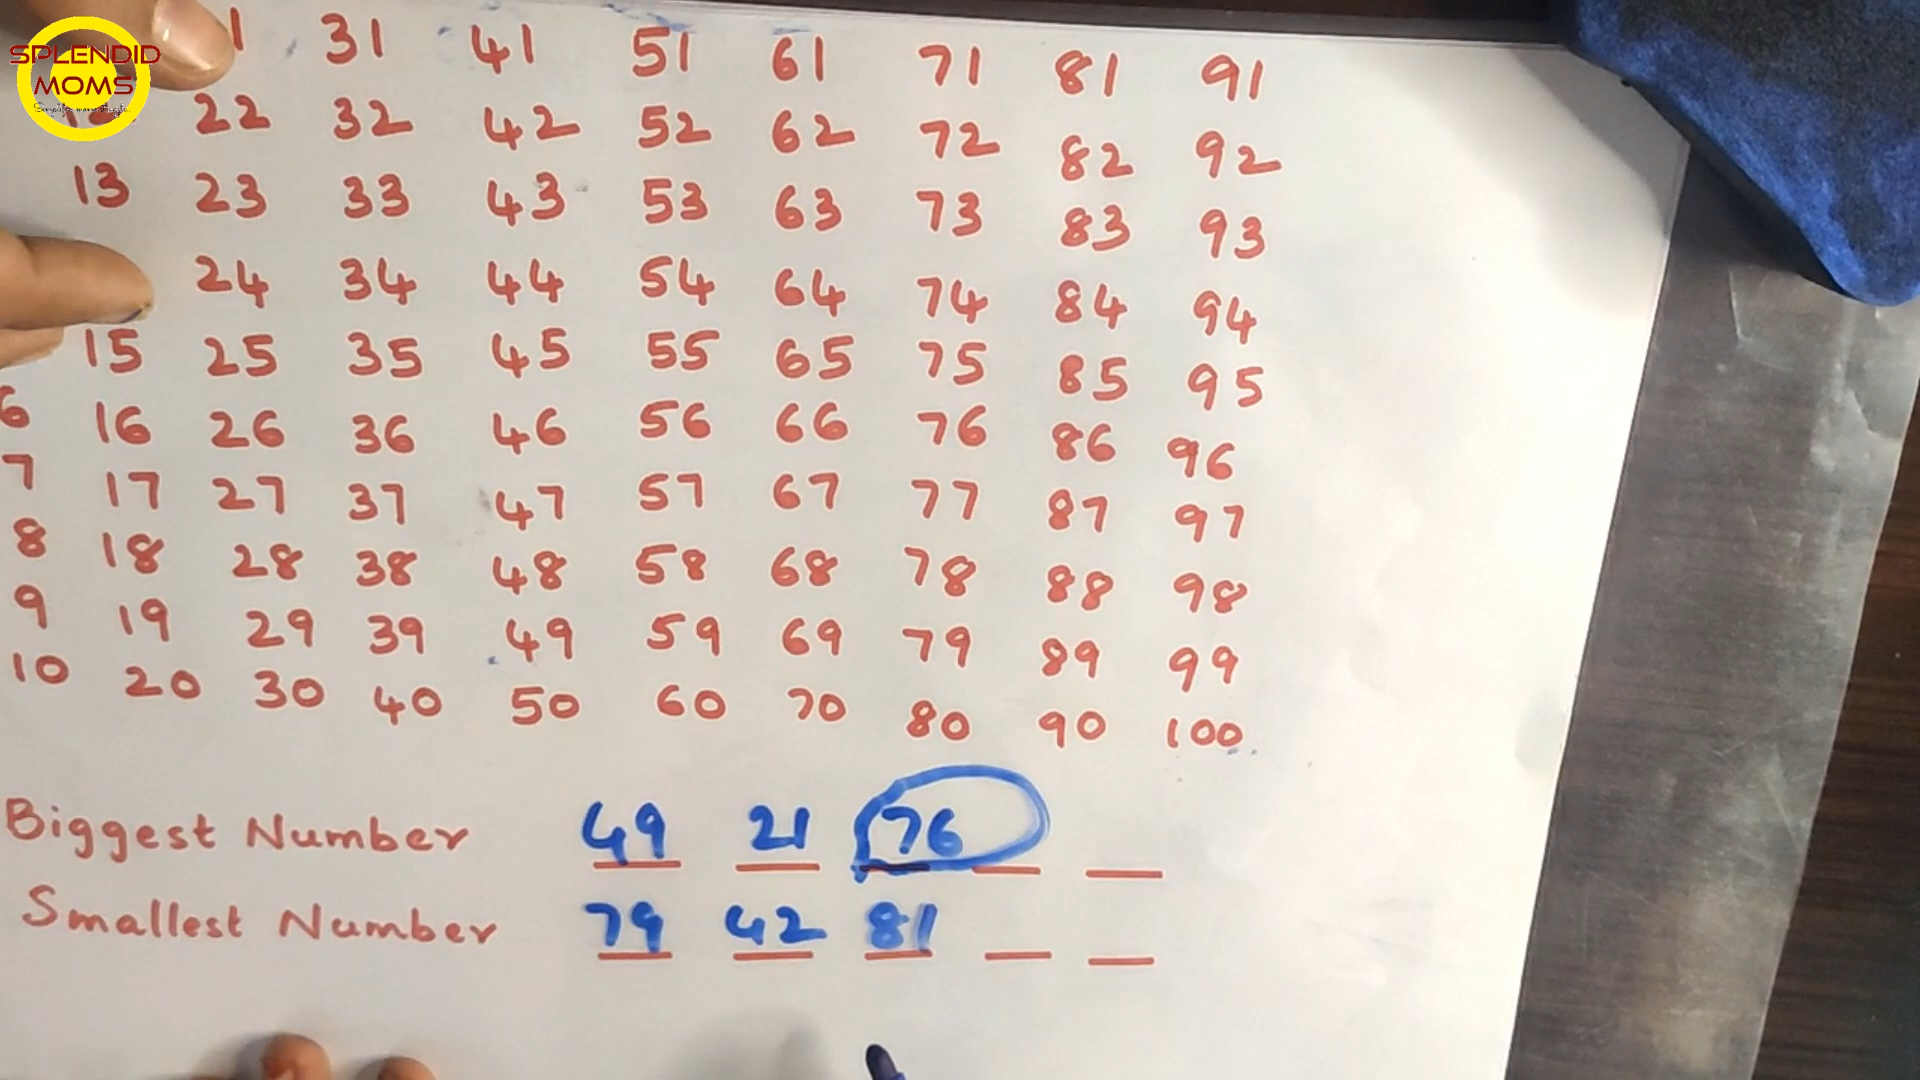 SPLENDID
MOMS
1 31 41 51 61 71 81 91
12 22 32 42 52 62 72 82 92
13 23 33 43 53 63 73 83 93
24 34 44 54 64 74 84 94
15 25 35 45 55 65 75 85 95
6 16 26 36 46 56 66 76 86 96
7 17 27 37 47 57 67 77 87 97
8 18 28 38 48 58 68 78 88 98
9 19 29 39 49 59 69 79 89 99
10 20 30 40 50 60 70 80 90 100
Biggest Number 49 21 76
Smallest Number 79 42 81